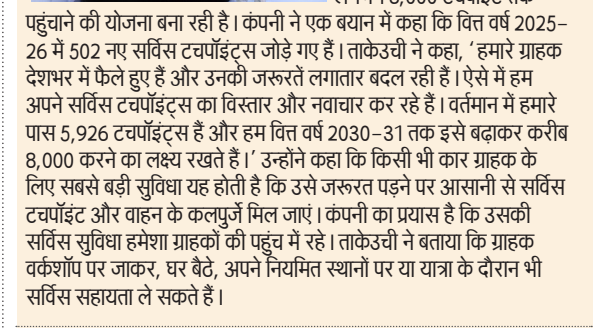 पहुंचाने की योजना बना रही है। कंपनी ने एक बयान में कहा कि वित्त वर्ष 2025-
26 में 502 नए सर्विस टचपॉइंट्स जोड़े गए हैं। ताकेउची ने कहा, ‘हमारे ग्राहक
देशभर में फैले हुए हैं और उनकी जरूरतें लगातार बदल रही हैं। ऐसे में हम
अपने सर्विस टचपॉइंट्स का विस्तार और नवाचार कर रहे हैं। वर्तमान में हमारे
पास 5,926 टचपॉइंट्स हैं और हम वित्त वर्ष 2030-31 तक इसे बढ़ाकर करीब
8,000 करने का लक्ष्य रखते हैं।’ उन्होंने कहा कि किसी भी कार ग्राहक के
लिए सबसे बड़ी सुविधा यह होती है कि उसे जरूरत पड़ने पर आसानी से सर्विस
टचपॉइंट और वाहन के कलपुर्जे मिल जाएं। कंपनी का प्रयास है कि उसकी
सर्विस सुविधा हमेशा ग्राहकों की पहुंच में रहे। ताकेउची ने बताया कि ग्राहक
वर्कशॉप पर जाकर, घर बैठे, अपने नियमित स्थानों पर या यात्रा के दौरान भी
सर्विस सहायता ले सकते हैं।